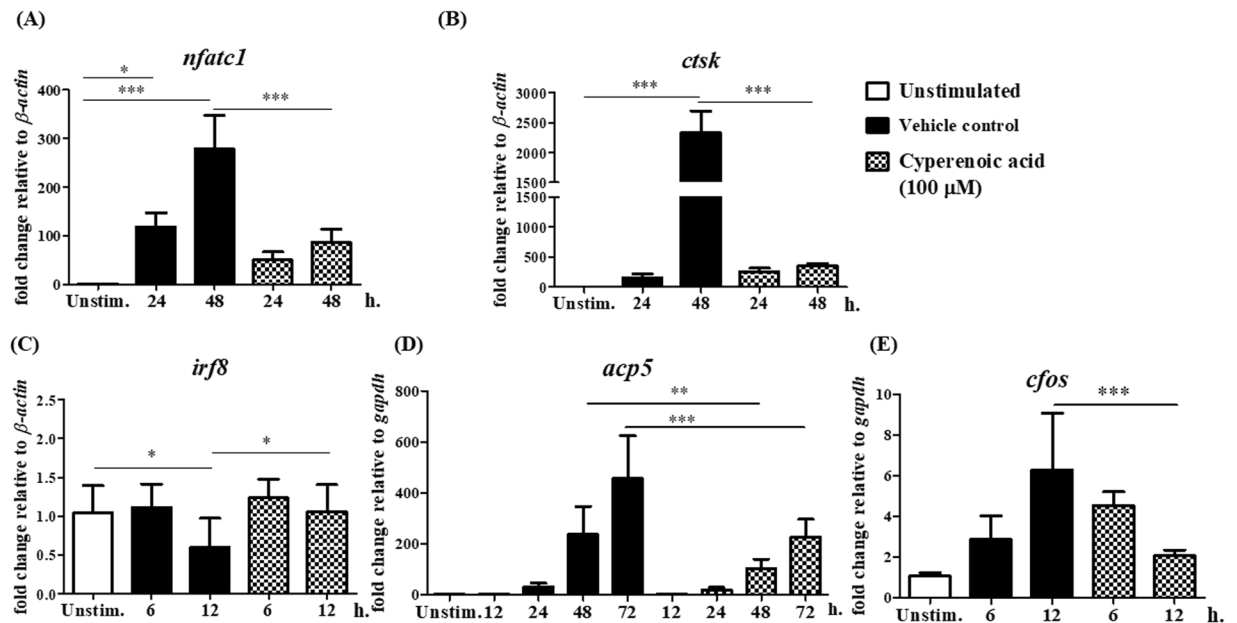 (A)
nfatc1
fold change relative to β-actin
400
300
200
100
0
*
***
***
Unstim. 24 48 24 48 h.
(B)
ctsk
fold change relative to β-actin
3000
2500
2000
1500
1500
1000
500
0
***
***
Unstim. 24 48 24 48 h.
Unstimulated
Vehicle control
Cyperenoic acid
(100 μM)
(C)
irf8
fold change relative to β-actin
2.5
2.0
1.5
1.0
0.5
0.0
*
*
Unstim. 6 12 6 12 h.
(D)
acp5
fold change relative to gapdh
800
600
400
200
0
**
***
Unstim. 12 24 48 72 12 24 48 72
(E)
cfos
fold change relative to gapdh
10
8
6
4
2
0
***
Unstim. 6 12 6 12 h.